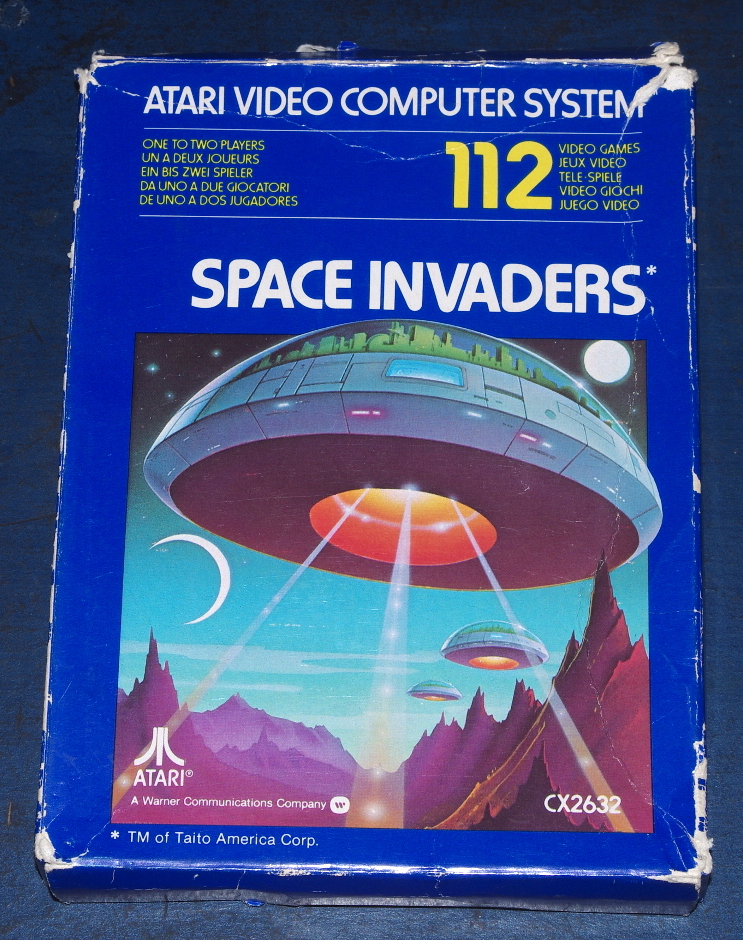 ATARI VIDEO COMPUTER SYSTEM
ONE TO TWO PLAYERS
UN A DEUX JOUEURS
EIN BIS ZWEI SPIELER
DA UNO A DUE GIOCATORI
DE UNO A DOS JUGADORES
112
VIDEO GAMES
JEUX VIDEO
TELE-SPIELE
VIDEO GIOCHI
JUEGO VIDEO
SPACE INVADERS*
ATARI®
A Warner Communications Company
CX2632
* TM of Taito America Corp.